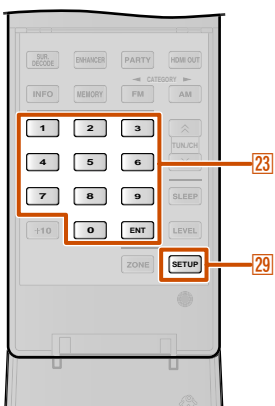 SUR. DECODE ENHANCER PARTY HDMI OUT
CATEGORY
INFO MEMORY FM AM
1 2 3
TUN./CH
4 5 6
23
7 8 9 SLEEP
+10 0 ENT LEVEL
ZONE SETUP
29